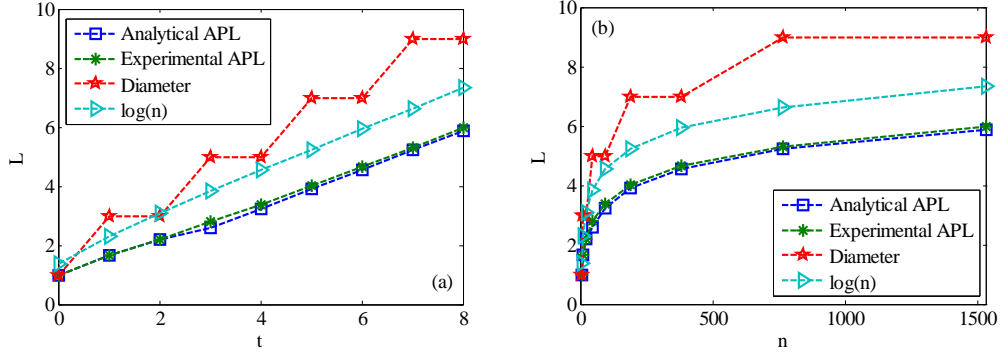 10
8
6
4
2
0
L
Analytical APL
Experimental APL
Diameter
log(n)
(a)
0 2 4 6 8
t
10
8
6
4
2
0
L
(b)
Analytical APL
Experimental APL
Diameter
log(n)
0 500 1000 1500
n